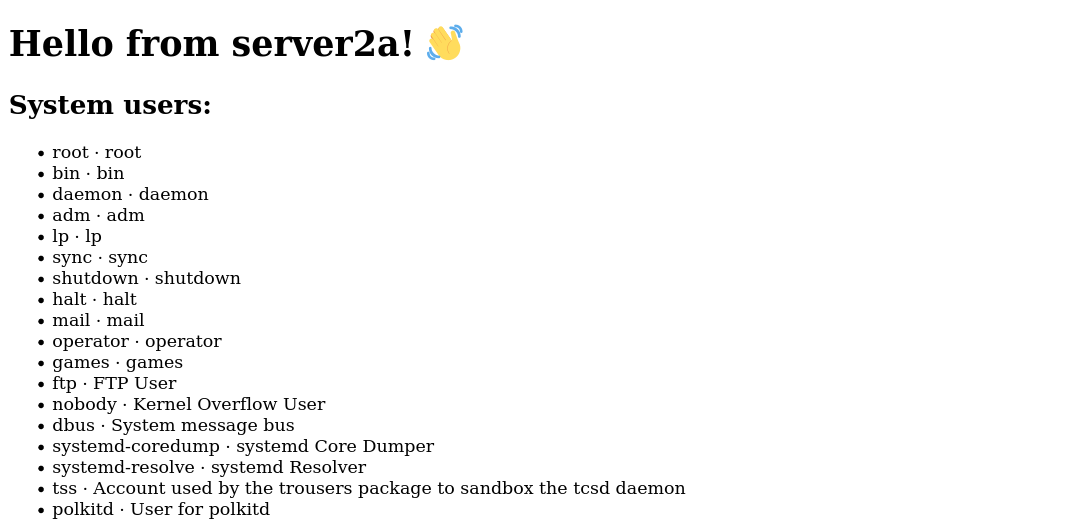 Hello from server2a! 👋
System users:
• root · root
• bin · bin
• daemon · daemon
• adm · adm
• lp · lp
• sync · sync
• shutdown · shutdown
• halt · halt
• mail · mail
• operator · operator
• games · games
• ftp · FTP User
• nobody · Kernel Overflow User
• dbus · System message bus
• systemd-coredump · systemd Core Dumper
• systemd-resolve · systemd Resolver
• tss · Account used by the trousers package to sandbox the tcsd daemon
• polkitd · User for polkitd